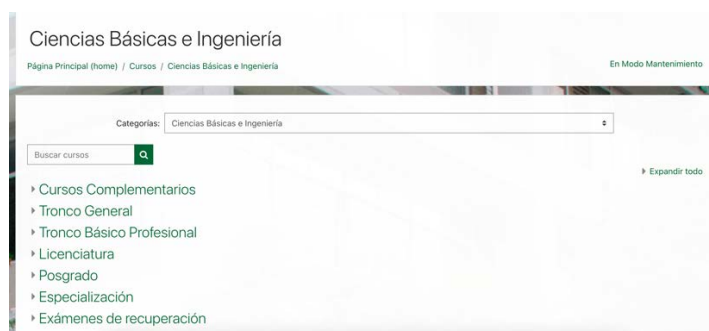 Ciencias Básicas e Ingeniería
Página Principal (home) / Cursos / Ciencias Básicas e Ingeniería
En Modo Mantenimiento
Categorías: Ciencias Básicas e Ingeniería
Buscar cursos
Expandir todo
Cursos Complementarios
Tronco General
Tronco Básico Profesional
Licenciatura
Posgrado
Especialización
Exámenes de recuperación